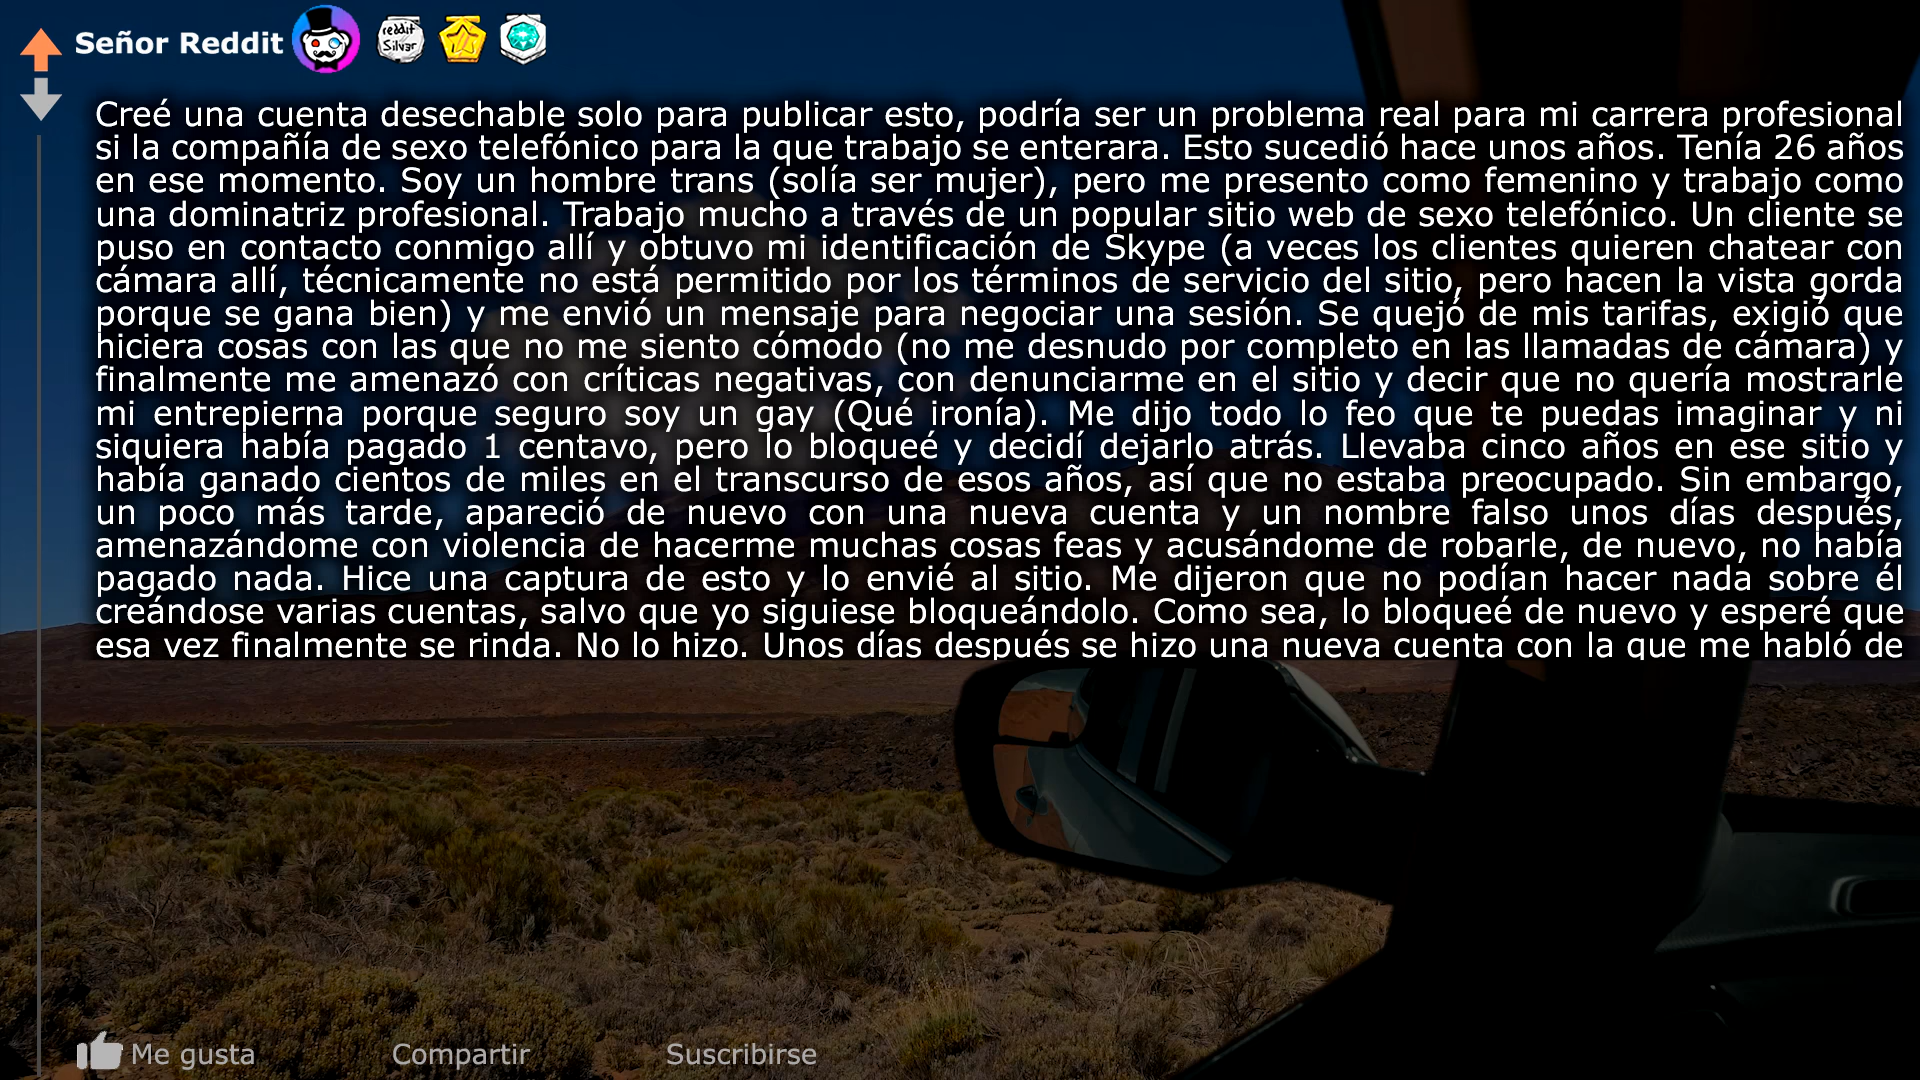 Señor Reddit
reddit
Silv3r
Creé una cuenta desechable solo para publicar esto, podría ser un problema real para mi carrera profesional
si la compañía de sexo telefónico para la que trabajo se enterara. Esto sucedió hace unos años. Tenía 26 años
en ese momento. Soy un hombre trans (solía ser mujer), pero me presento como femenino y trabajo como
una dominatriz profesional. Trabajo mucho a través de un popular sitio web de sexo telefónico. Un cliente se
puso en contacto conmigo allí y obtuvo mi identificación de Skype (a veces los clientes quieren chatear con
cámara allí, técnicamente no está permitido por los términos de servicio del sitio, pero hacen la vista gorda
porque se gana bien) y me envió un mensaje para negociar una sesión. Se quejó de mis tarifas, exigió que
hiciera cosas con las que no me siento cómodo (no me desnudo por completo en las llamadas de cámara) y
finalmente me amenazó con críticas negativas, con denunciarme en el sitio y decir que no quería mostrarle
mi entrepierna porque seguro soy un gay (Qué ironía). Me dijo todo lo feo que te puedas imaginar y ni
siquiera había pagado 1 centavo, pero lo bloqueé y decidí dejarlo atrás. Llevaba cinco años en ese sitio y
había ganado cientos de miles en el transcurso de esos años, así que no estaba preocupado. Sin embargo,
un poco más tarde, apareció de nuevo con una nueva cuenta y un nombre falso unos días después,
amenazándome con violencia de hacerme muchas cosas feas y acusándome de robarle, de nuevo, no había
pagado nada. Hice una captura de esto y lo envié al sitio. Me dijeron que no podían hacer nada sobre él
creándose varias cuentas, salvo que yo siguiese bloqueándolo. Como sea, lo bloqueé de nuevo y esperé que
esa vez finalmente se rinda. No lo hizo. Unos días después se hizo una nueva cuenta con la que me habló de
Me gusta
Compartir
Suscribirse